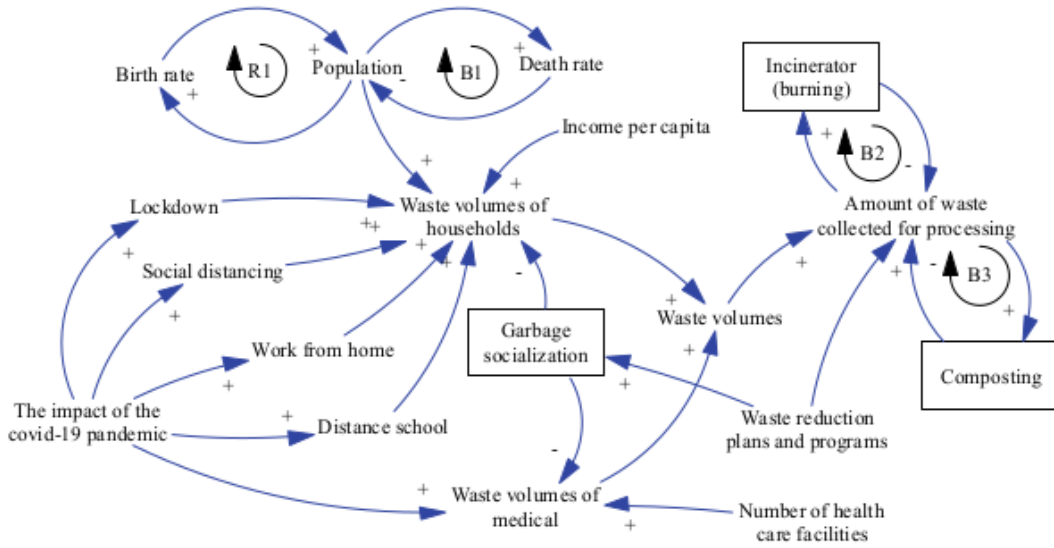 R1
B1
Birth rate
Population
Death rate
Incinerator
(burning)
B2
Income per capita
Lockdown
Waste volumes of
households
Amount of waste
collected for processing
Social distancing
B3
Work from home
Garbage
socialization
Waste volumes
Composting
The impact of the
covid-19 pandemic
Distance school
Waste reduction
plans and programs
Waste volumes of
medical
Number of health
care facilities